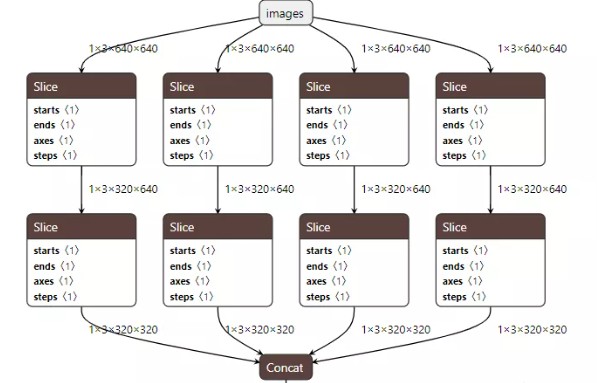 images
1×3×640×640 1×3×640×640 1×3×640×640 1×3×640×640
Slice Slice Slice Slice
starts 〈1〉 starts 〈1〉 starts 〈1〉 starts 〈1〉
ends 〈1〉 ends 〈1〉 ends 〈1〉 ends 〈1〉
axes 〈1〉 axes 〈1〉 axes 〈1〉 axes 〈1〉
steps 〈1〉 steps 〈1〉 steps 〈1〉 steps 〈1〉
1×3×320×640 1×3×320×640 1×3×320×640 1×3×320×640
Slice Slice Slice Slice
starts 〈1〉 starts 〈1〉 starts 〈1〉 starts 〈1〉
ends 〈1〉 ends 〈1〉 ends 〈1〉 ends 〈1〉
axes 〈1〉 axes 〈1〉 axes 〈1〉 axes 〈1〉
steps 〈1〉 steps 〈1〉 steps 〈1〉 steps 〈1〉
1×3×320×320 1×3×320×320 1×3×320×320 1×3×320×320
Concat